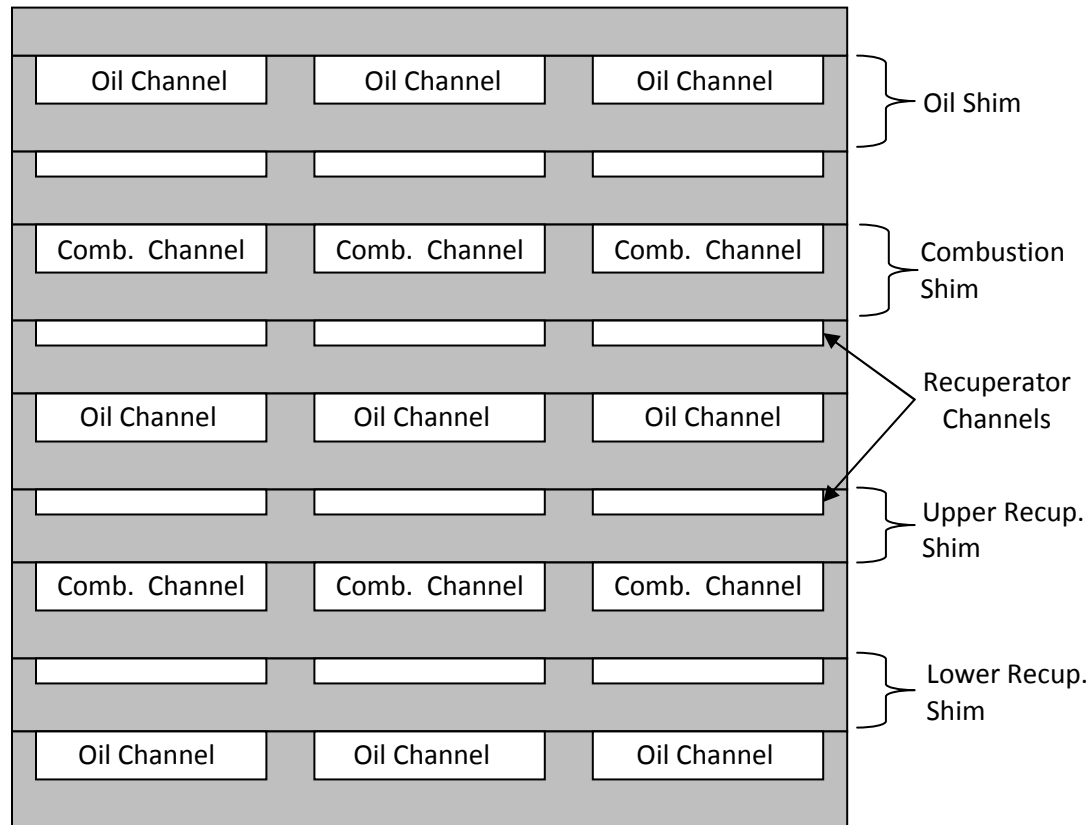 Oil Channel Oil Channel Oil Channel
Oil Shim
Comb. Channel Comb. Channel Comb. Channel
Combustion
Shim
Recuperator
Channels
Oil Channel Oil Channel Oil Channel
Upper Recup.
Shim
Comb. Channel Comb. Channel Comb. Channel
Lower Recup.
Shim
Oil Channel Oil Channel Oil Channel